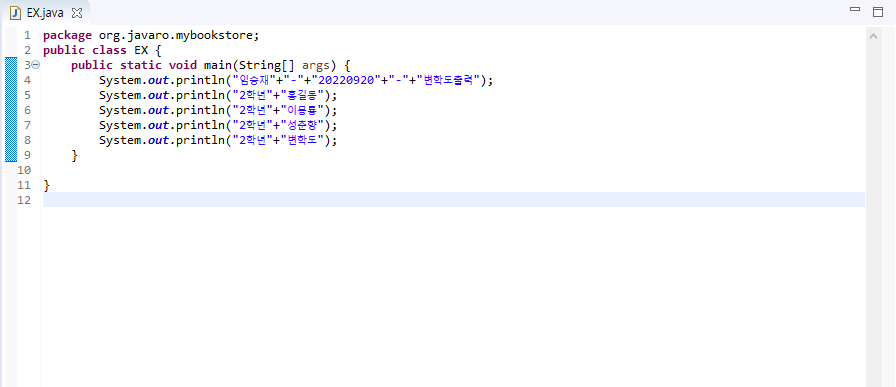 EX.java
1 package org.javaro.mybookstore;
2 public class EX {
3 public static void main(String[] args) {
4 System.out.println("임승재"+"-"+"20220920"+"-"+"변학도출력");
5 System.out.println("2학년"+"홍길동");
6 System.out.println("2학년"+"이몽룡");
7 System.out.println("2학년"+"성춘향");
8 System.out.println("2학년"+"변학도");
9 }
10
11 }
12